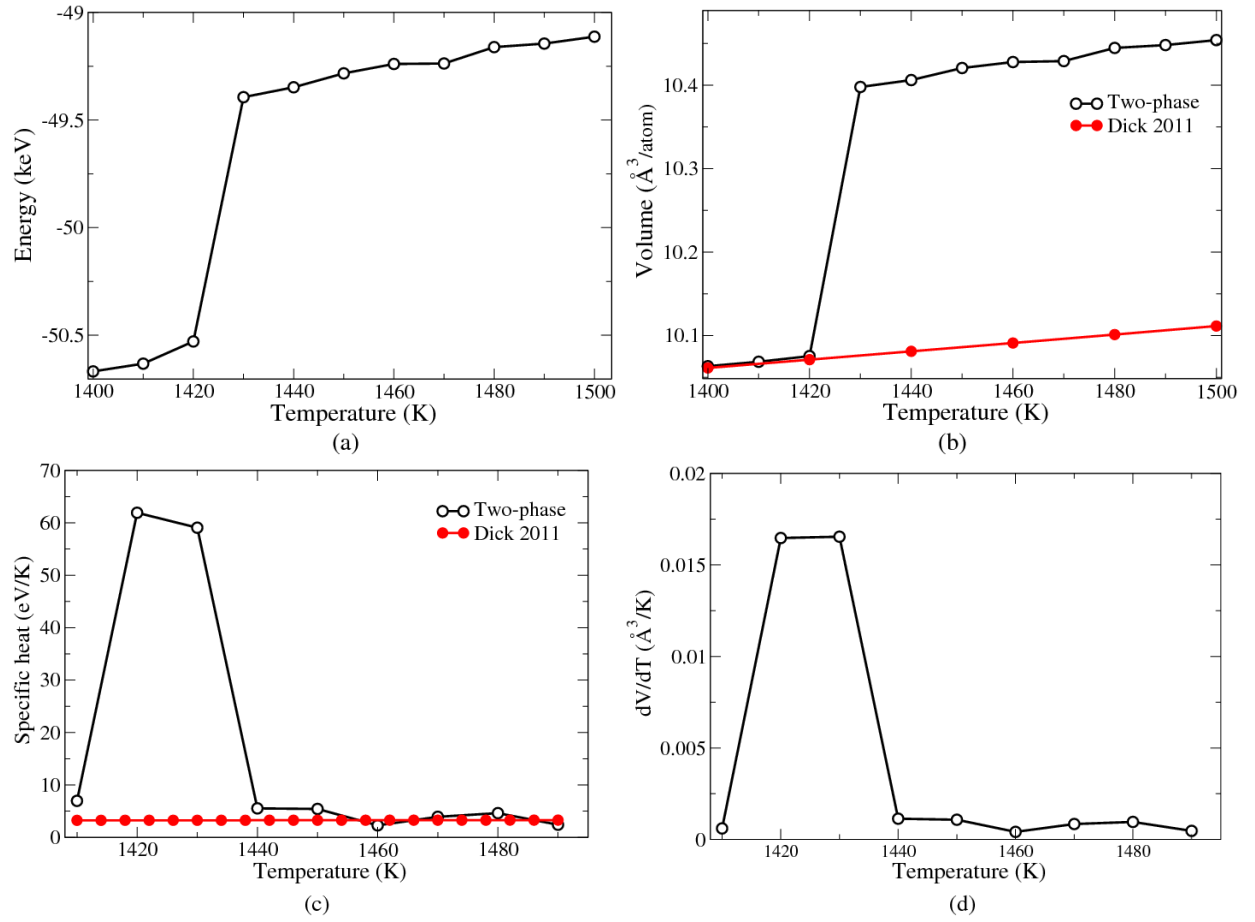 -49
-49.5
-50
-50.5
Energy (keV)
1400 1420 1440 1460 1480 1500
Temperature (K)
(a)
10.4
10.3
10.2
10.1
Volume (Å³/atom)
Two-phase
Dick 2011
1400 1420 1440 1460 1480 1500
Temperature (K)
(b)
70
60
50
40
30
20
10
0
Specific heat (eV/K)
Two-phase
Dick 2011
1420 1440 1460 1480
Temperature (K)
(c)
0.02
0.015
0.01
0.005
0
dV/dT (Å³/K)
1420 1440 1460 1480
Temperature (K)
(d)